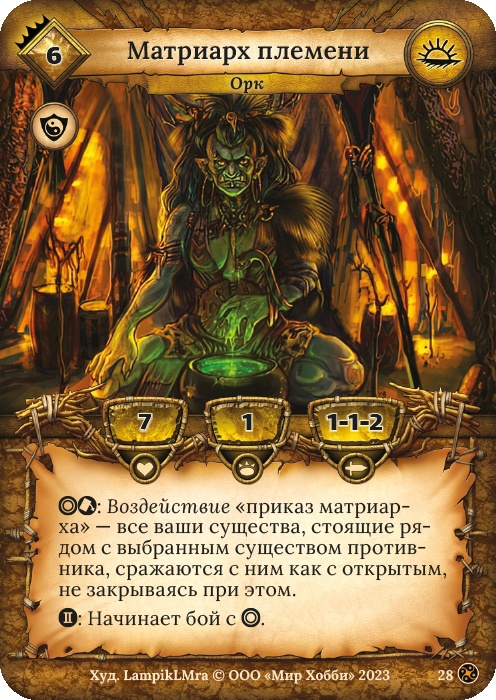 6
Матриарх племени
Орк
7
1
1-1-2
: Воздействие «приказ матриар-
ха» — все ваши существа, стоящие ря-
дом с выбранным существом против-
ника, сражаются с ним как с открытым,
не закрываясь при этом.
II: Начинает бой с .
Худ. LampikLMra © ООО «Мир Хобби» 2023
28